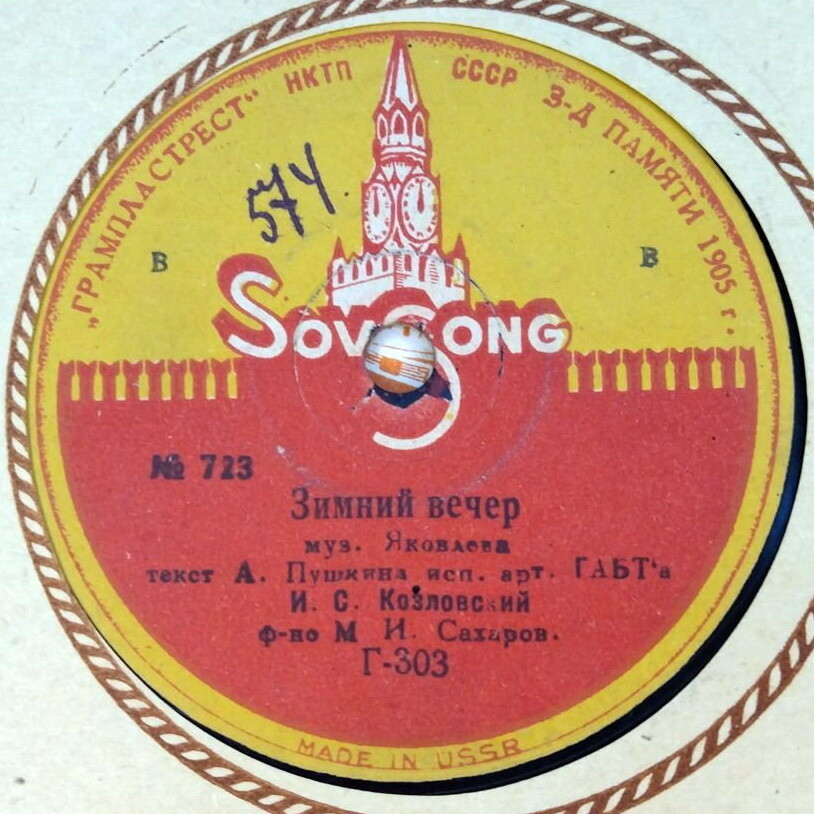 „ГРАМПЛАСТРЕСТ“ НКТП СССР З-Д ПАМЯТИ 1905 г.
574
В В
SOVSONG
№ 723
Зимний вечер
муз. Яковлева
текст А. Пушкина исп. арт. ГАБТ'а
И. С. Козловский
ф-но М И. Сахаров.
Г-303
MADE IN USSR